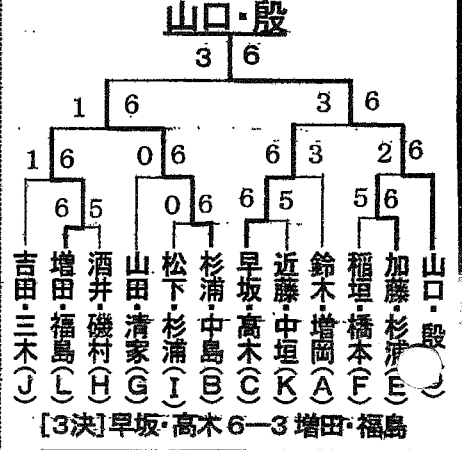 山口・殷
3 6
1 6 3 6
1 6 0 6 6 3 2 6
6 5 0 6 6 5 5 6
吉田・三木(J)
増田・福島(L)
酒井・磯村(H)
山田・清家(G)
松下・杉浦(I)
杉浦・中島(B)
早坂・高木(C)
近藤・中垣(K)
鈴木・増岡(A)
稲垣・橋本(F)
加藤・杉浦(E)
山口・殷
[3決]早坂・高木6―3増田・福島